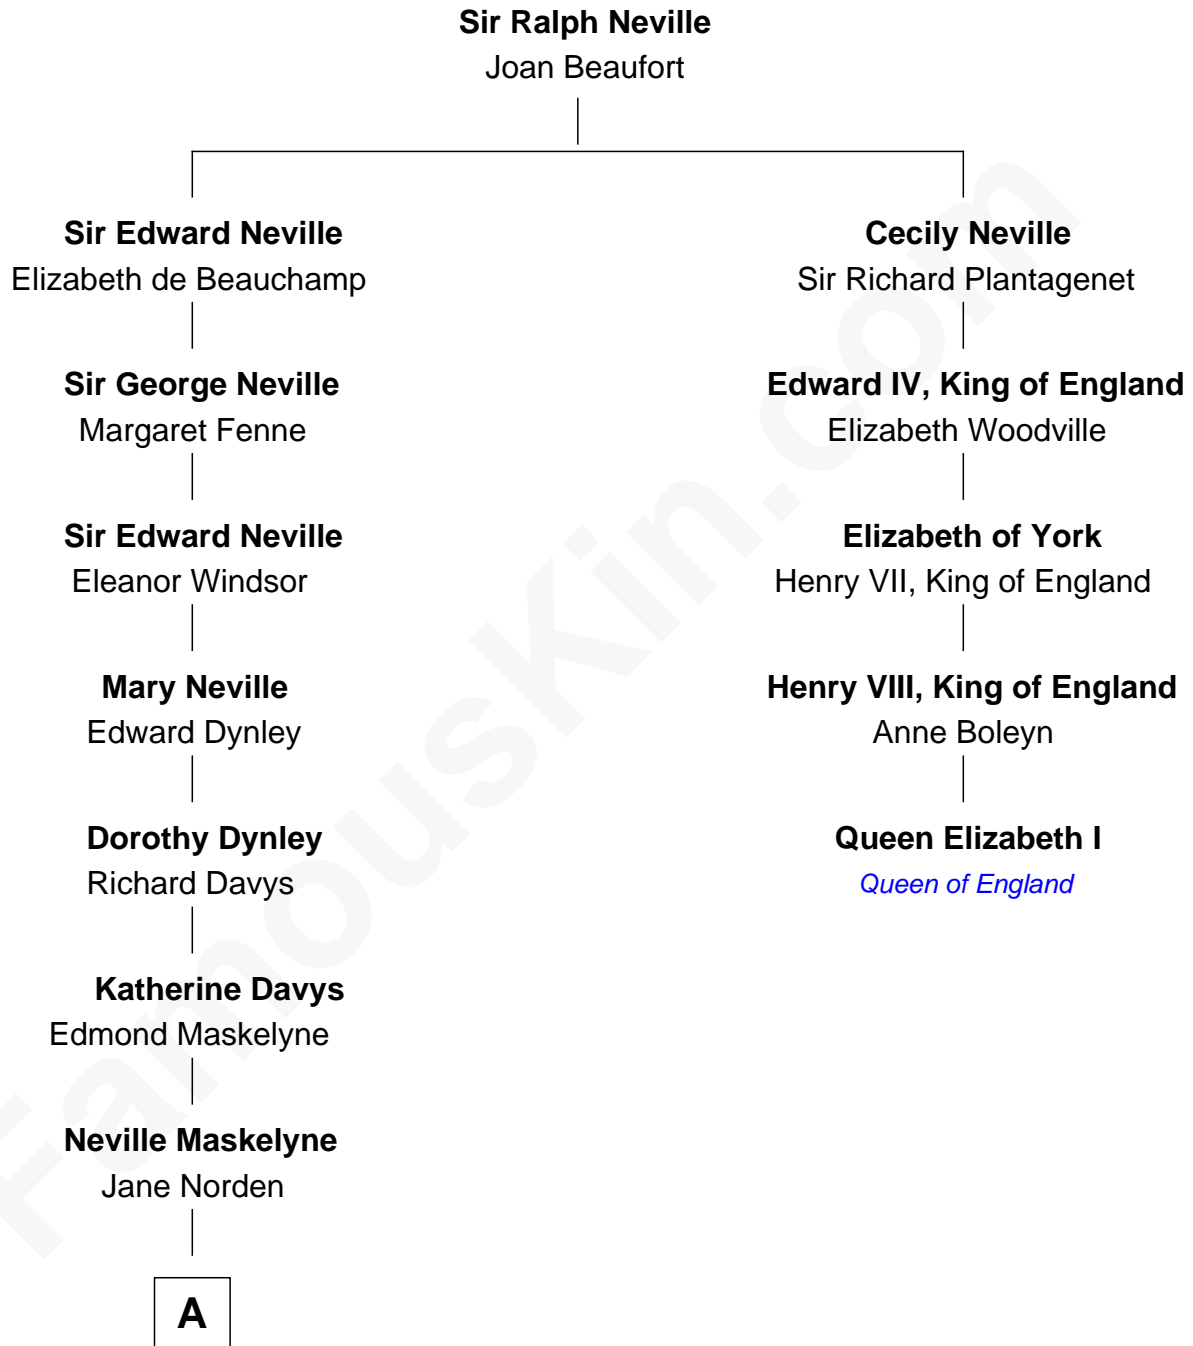 Sir Ralph Neville
Joan Beaufort
Sir Edward Neville
Elizabeth de Beauchamp
Cecily Neville
Sir Richard Plantagenet
Sir George Neville
Margaret Fenne
Edward IV, King of England
Elizabeth Woodville
Sir Edward Neville
Eleanor Windsor
Elizabeth of York
Henry VII, King of England
Mary Neville
Edward Dynley
Henry VIII, King of England
Anne Boleyn
Dorothy Dynley
Richard Davys
Queen Elizabeth I
Queen of England
Katherine Davys
Edmond Maskelyne
Neville Maskelyne
Jane Norden
A
FamousKin.com